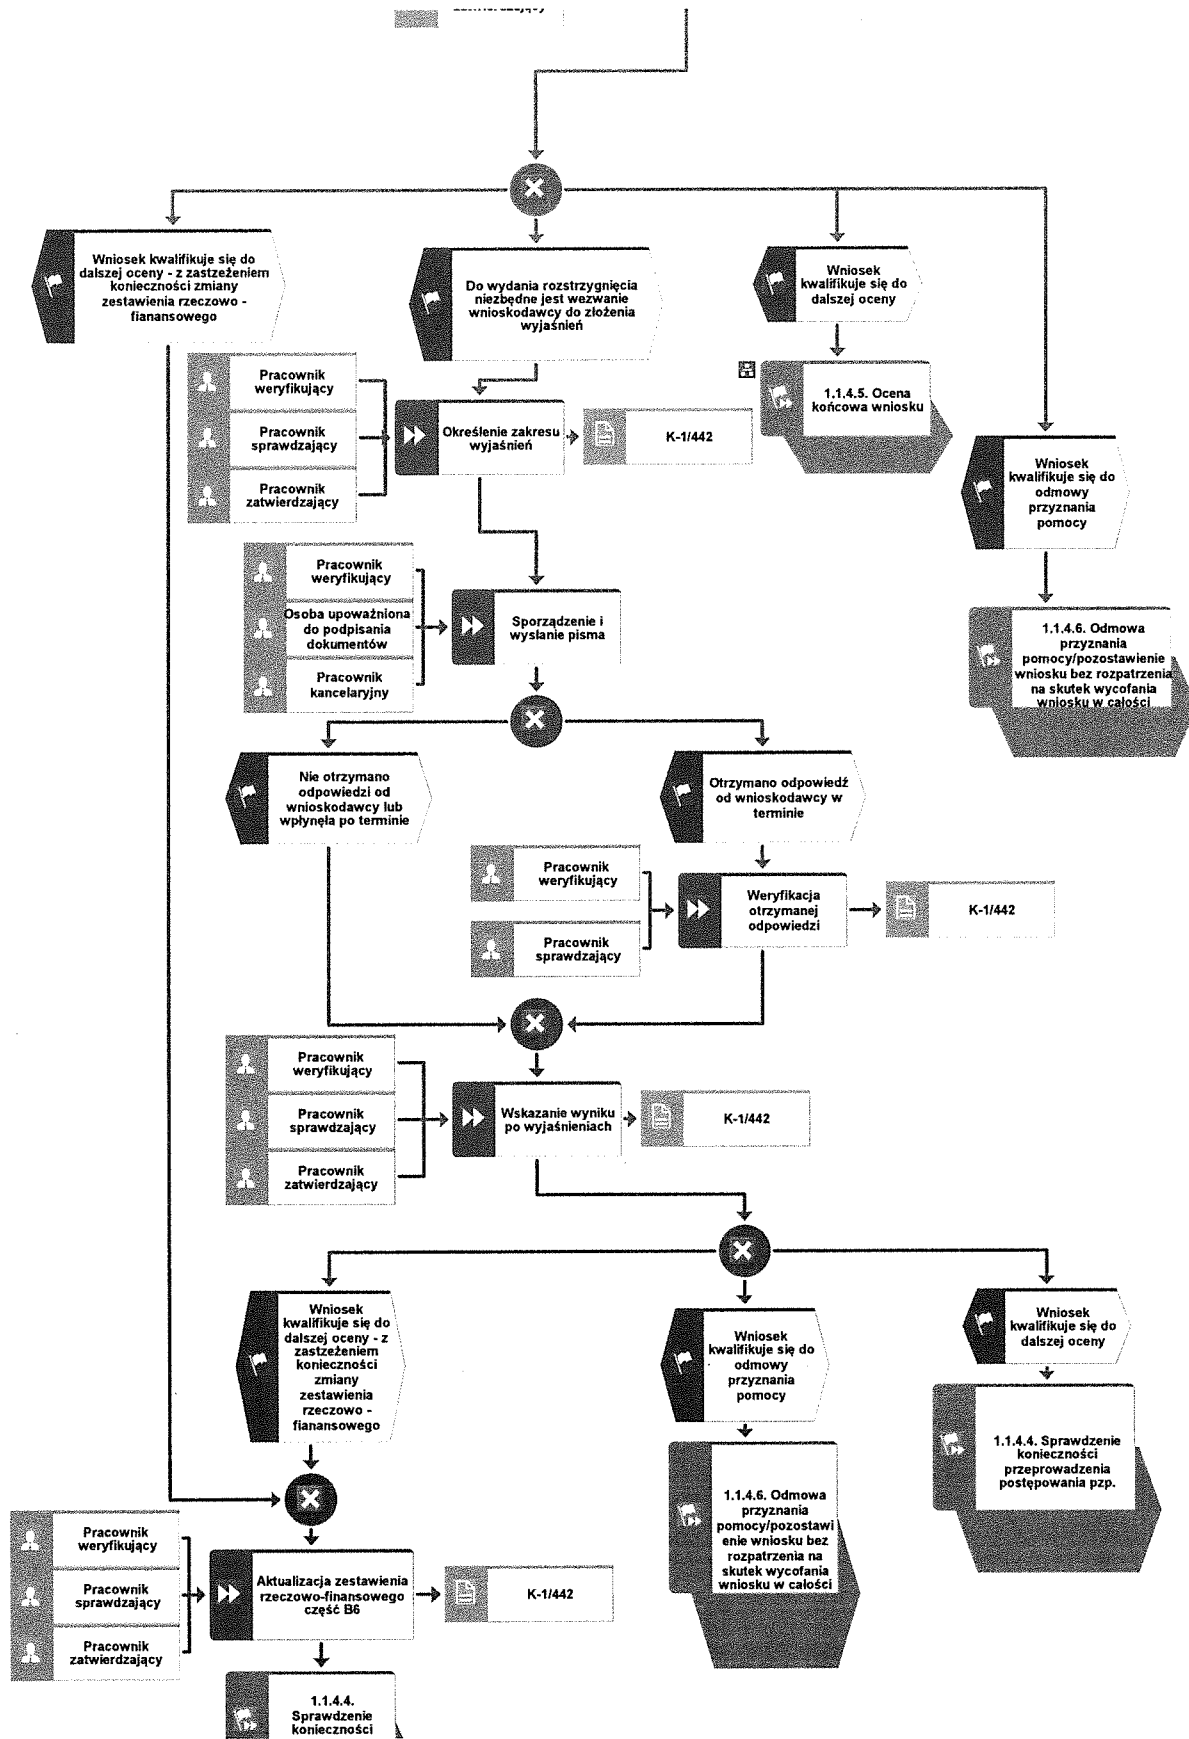 Wniosek kwalifikuje się do
dalszej oceny - z zastzeżeniem
konieczności zmiany
zestawienia rzeczowo -
fianansowego
Do wydania rozstrzygnięcia
niezbędne jest wezwanie
wnioskodawcy do złożenia
wyjaśnień
Wniosek
kwalifikuje się do
dalszej oceny
Pracownik
weryfikujący
Pracownik
sprawdzający
Pracownik
zatwierdzający
Określenie zakresu
wyjaśnień
K-1/442
1.1.4.5. Ocena
końcowa wniosku
Wniosek
kwalifikuje się do
odmowy
przyznania
pomocy
Pracownik
weryfikujący
Osoba upoważniona
do podpisania
dokumentów
Pracownik
kancelaryjny
Sporządzenie i
wysłanie pisma
1.1.4.6. Odmowa
przyznania
pomocy/pozostawienie
wniosku bez rozpatrzenia
na skutek wycofania
wniosku w całości
Nie otrzymano
odpowiedzi od
wnioskodawcy lub
wpłynęła po terminie
Otrzymano odpowiedź
od wnioskodawcy w
terminie
Pracownik
weryfikujący
Pracownik
sprawdzający
Weryfikacja
otrzymanej
odpowiedzi
K-1/442
Pracownik
weryfikujący
Pracownik
sprawdzający
Pracownik
zatwierdzający
Wskazanie wyniku
po wyjaśnieniach
K-1/442
Wniosek
kwalifikuje się do
dalszej oceny - z
zastzeżeniem
konieczności
zmiany
zestawienia
rzeczowo -
fianansowego
Wniosek
kwalifikuje się do
odmowy
przyznania
pomocy
Wniosek
kwalifikuje się do
dalszej oceny
1.1.4.6. Odmowa
przyznania
pomocy/pozostawi
enie wniosku bez
rozpatrzenia na
skutek wycofania
wniosku w całości
1.1.4.4. Sprawdzenie
konieczności
przeprowadzenia
postępowania pzp.
Pracownik
weryfikujący
Pracownik
sprawdzający
Pracownik
zatwierdzający
Aktualizacja zestawienia
rzeczowo-finansowego
część B6
K-1/442
1.1.4.4.
Sprawdzenie
konieczności